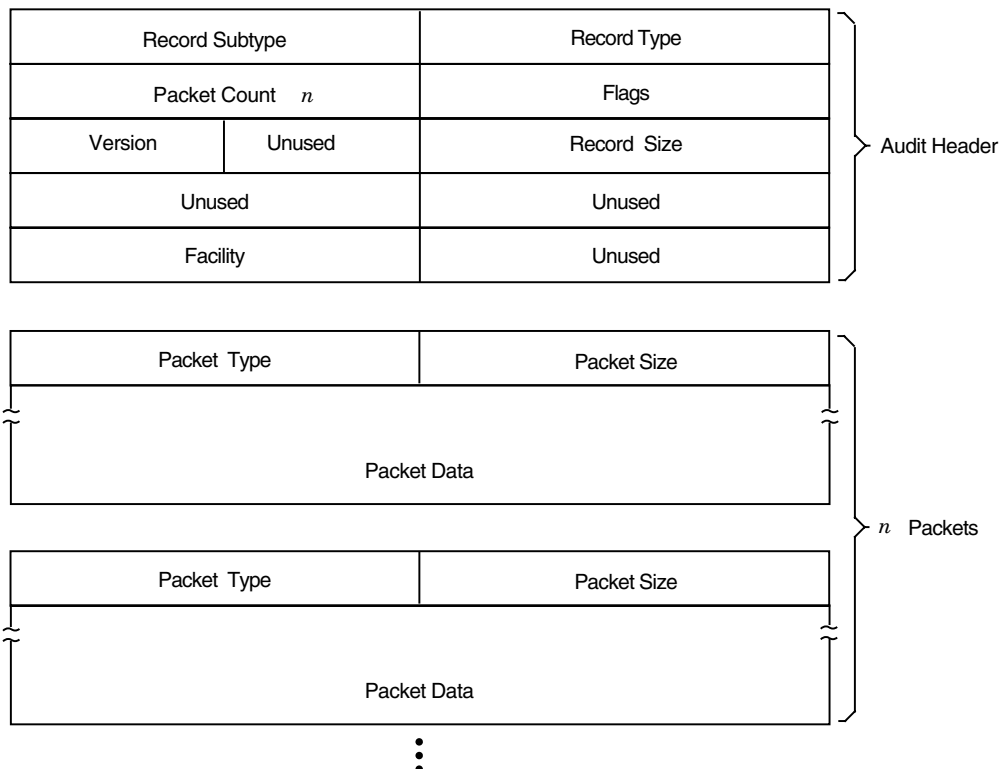 Record Subtype Record Type
Packet Count n Flags
Version Unused Record Size
Audit Header
Unused Unused
Facility Unused
Packet Type Packet Size
Packet Data
n Packets
Packet Type Packet Size
Packet Data